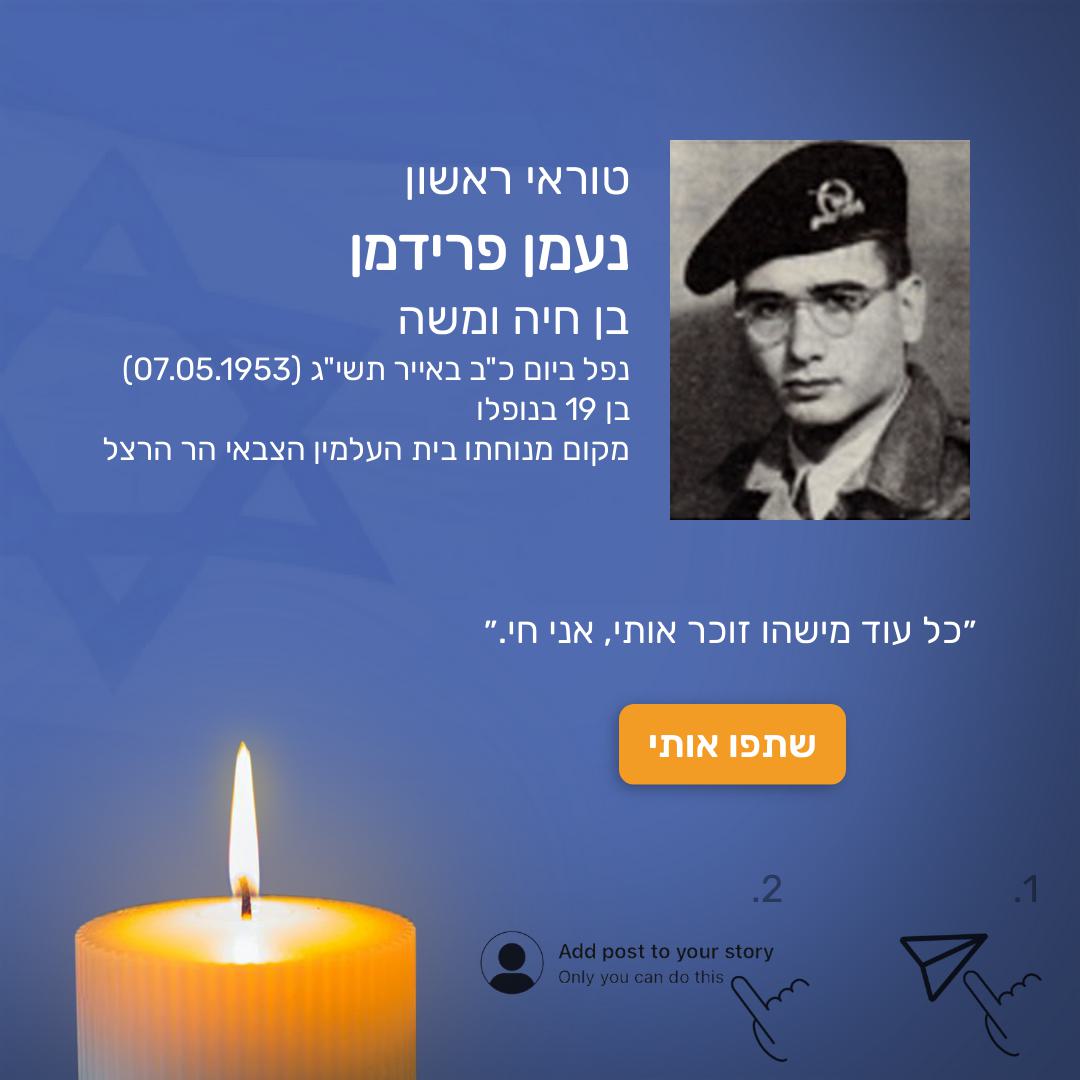 טוראי ראשון
נעמן פרידמן
בן חיה ומשה
נפל ביום כ"ב באייר תשי"ג (07.05.1953)
בן 19 בנופלו
מקום מנוחתו בית העלמין הצבאי הר הרצל
״כל עוד מישהו זוכר אותי, אני חי.״
שתפו אותי
1.
2.
Add post to your story
Only you can do this